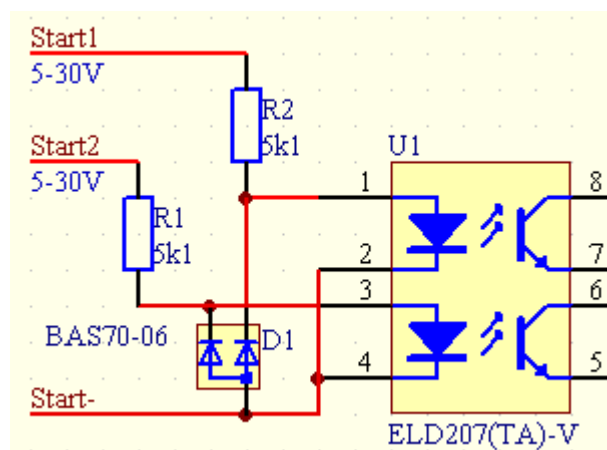 Start1
5-30V
R2
5k1
U1
Start2
5-30V
R1
5k1
1
2
3
4
8
7
6
5
BAS70-06
D1
Start-
ELD207(TA)-V